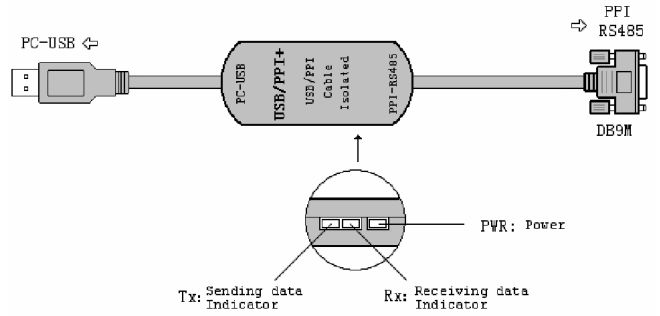 PPI
RS485
PC-USB
PC-USB
USB/PPI+
USB/PPI
Cable
Isolated
PPI-RS485
DB9M
PWR: Power
Tx: Sending data
Indicator
Rx: Receiving data
Indicator